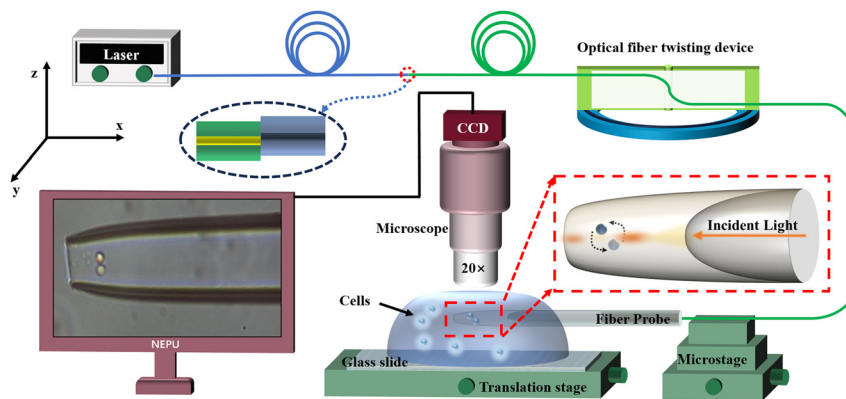 Laser
Optical fiber twisting device
z
x
y
CCD
Microscope
20×
Incident Light
Cells
Fiber Probe
Glass slide
Translation stage
Microstage
NEPU